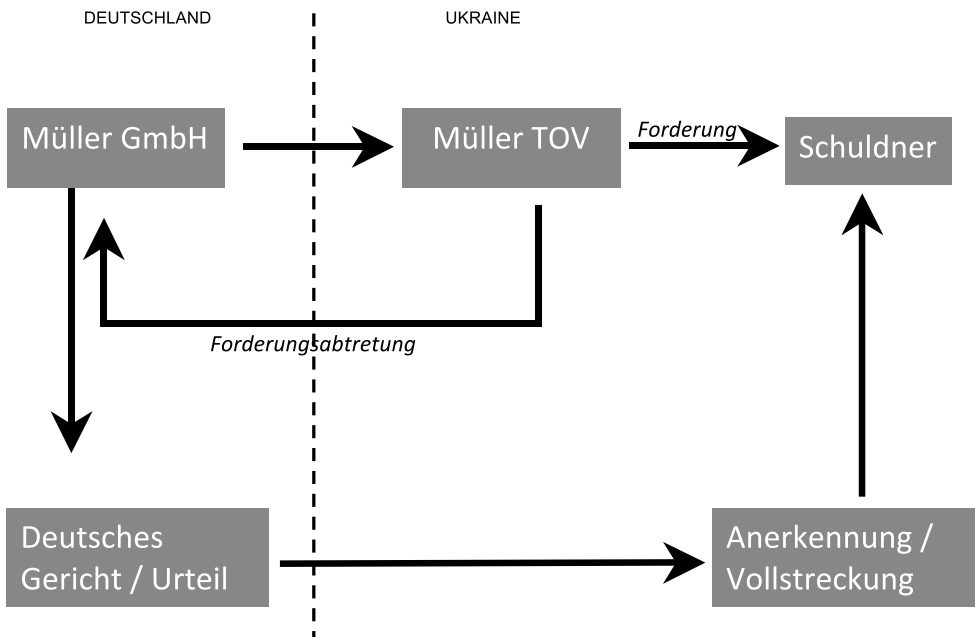 DEUTSCHLAND
UKRAINE
Müller GmbH
Müller TOV
Forderung
Schuldner
Forderungsabtretung
Deutsches
Gericht / Urteil
Anerkennung /
Vollstreckung